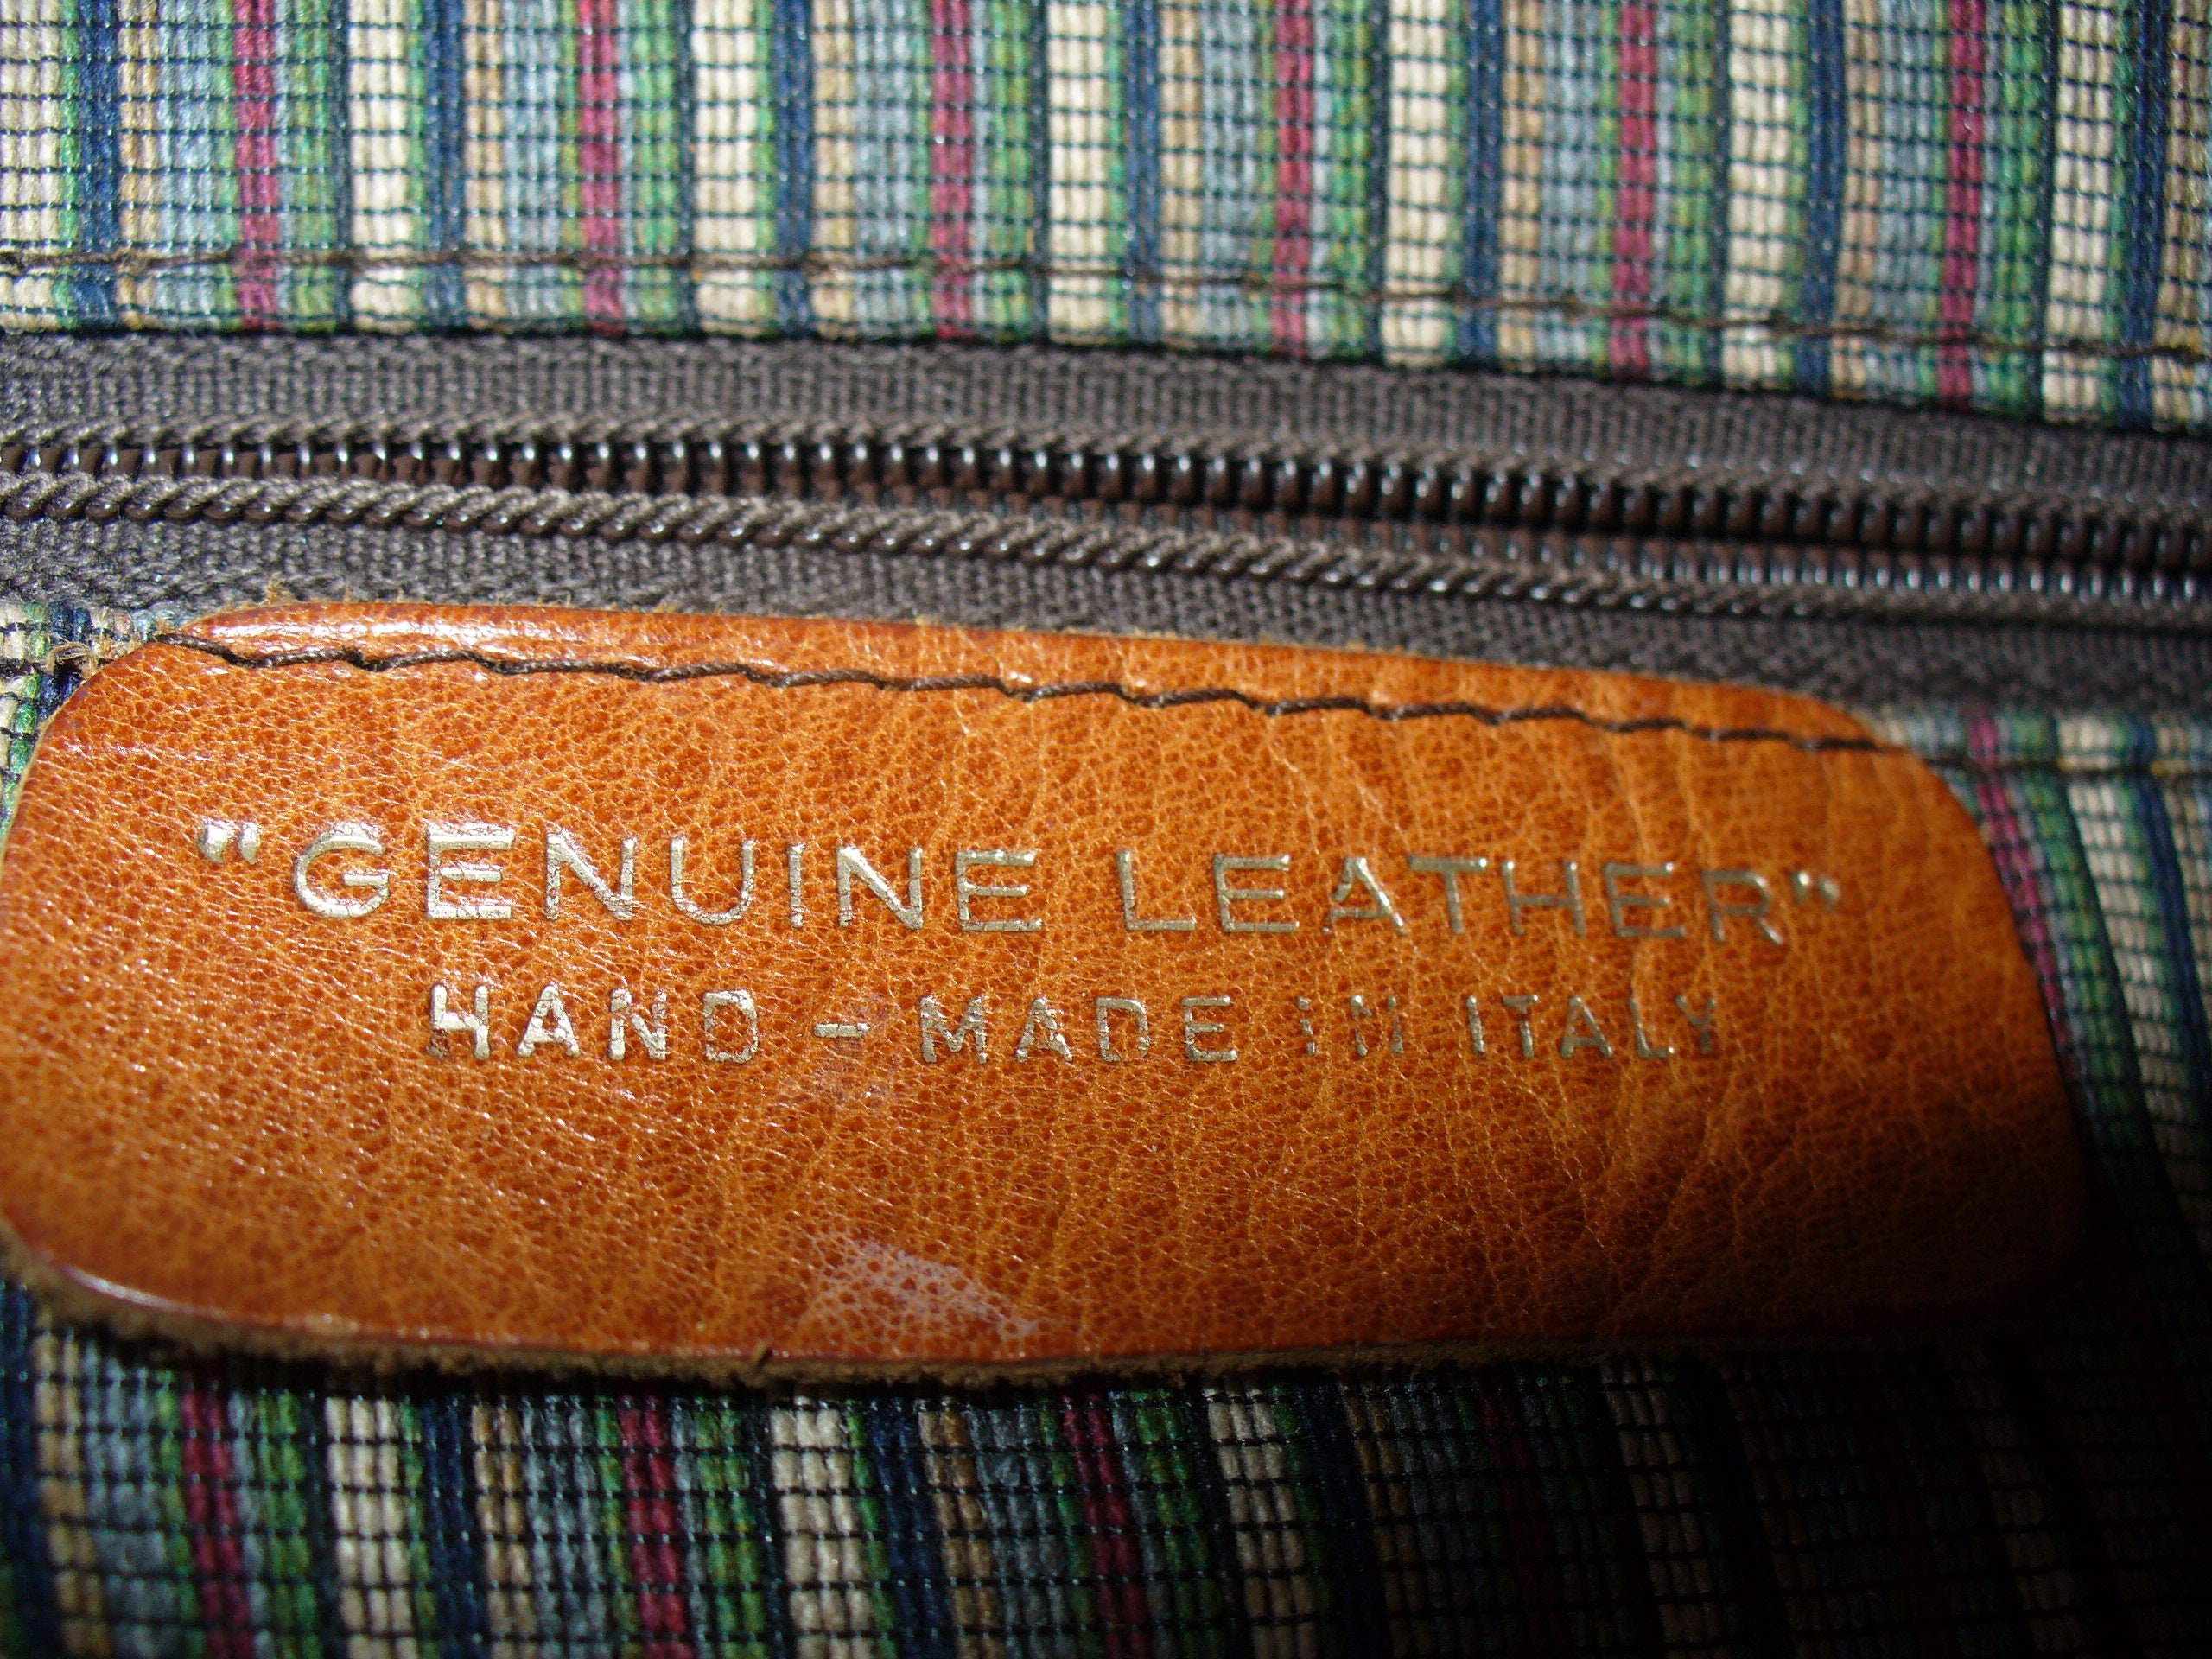 "GENUINE LEATHER"
HAND - MADE IN ITALY